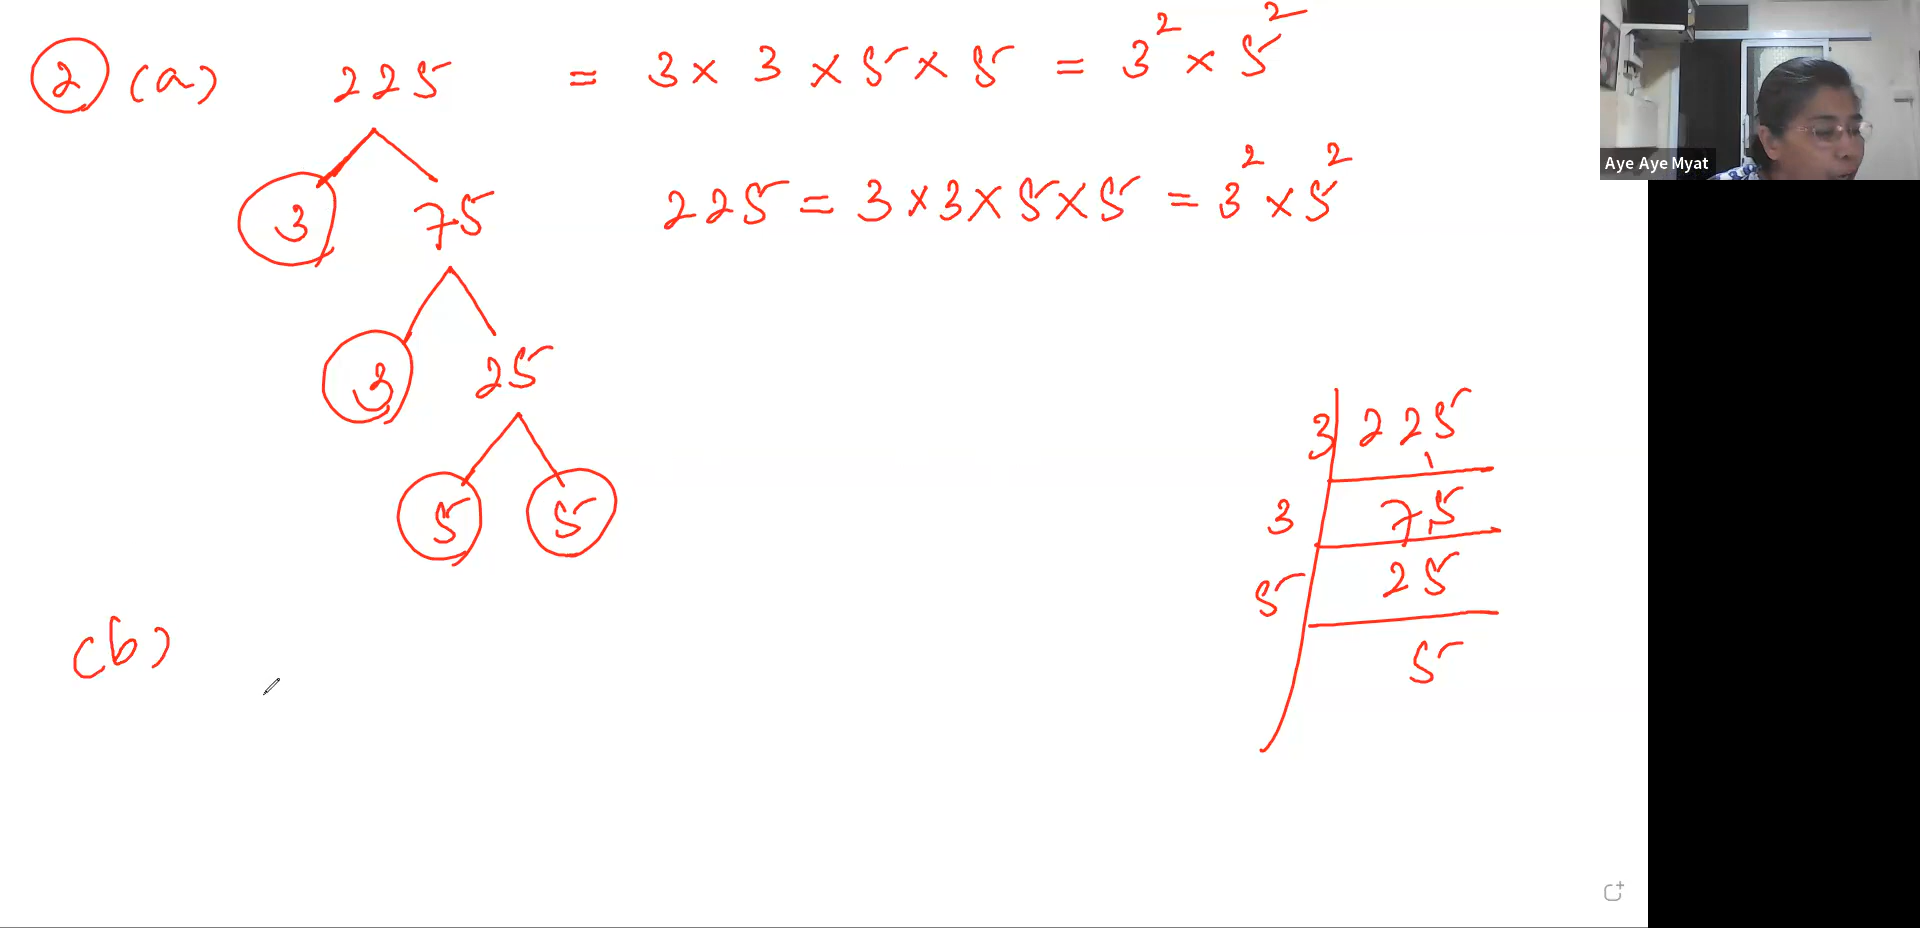 2 (a) 225 = 3 × 3 × 5 × 5 = 3² × 5²
Aye Aye Myat
3 75
225 = 3 × 3 × 5 × 5 = 3² × 5²
3 25
5 5
3 225
3 75
5 25
5
(b)